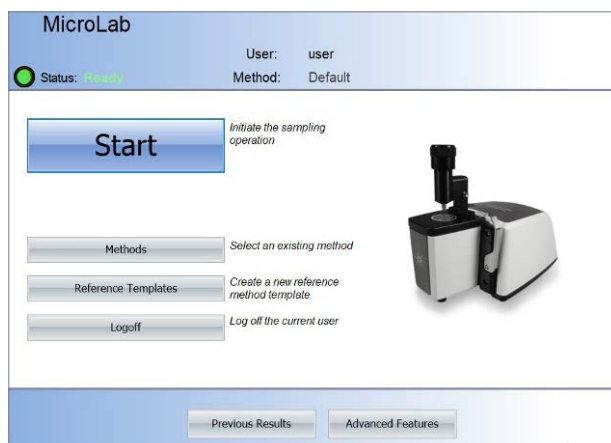 MicroLab
User: user
Status: Ready
Method: Default
Start
Initiate the sampling
operation
Methods
Select an existing method
Reference Templates
Create a new reference
method template
Logoff
Log off the current user
Previous Results
Advanced Features